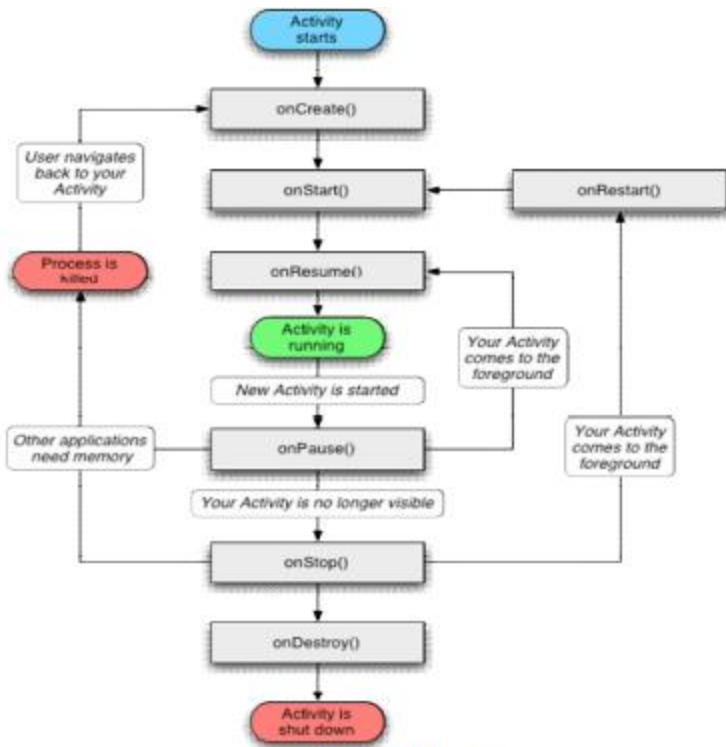 Activity
starts
onCreate()
User navigates
back to your
Activity
onStart()
onRestart()
Process is
killed
onResume()
Activity is
running
Your Activity
comes to the
foreground
New Activity is started
Other applications
need memory
onPause()
Your Activity
comes to the
foreground
Your Activity is no longer visible
onStop()
onDestroy()
Activity is
shut down